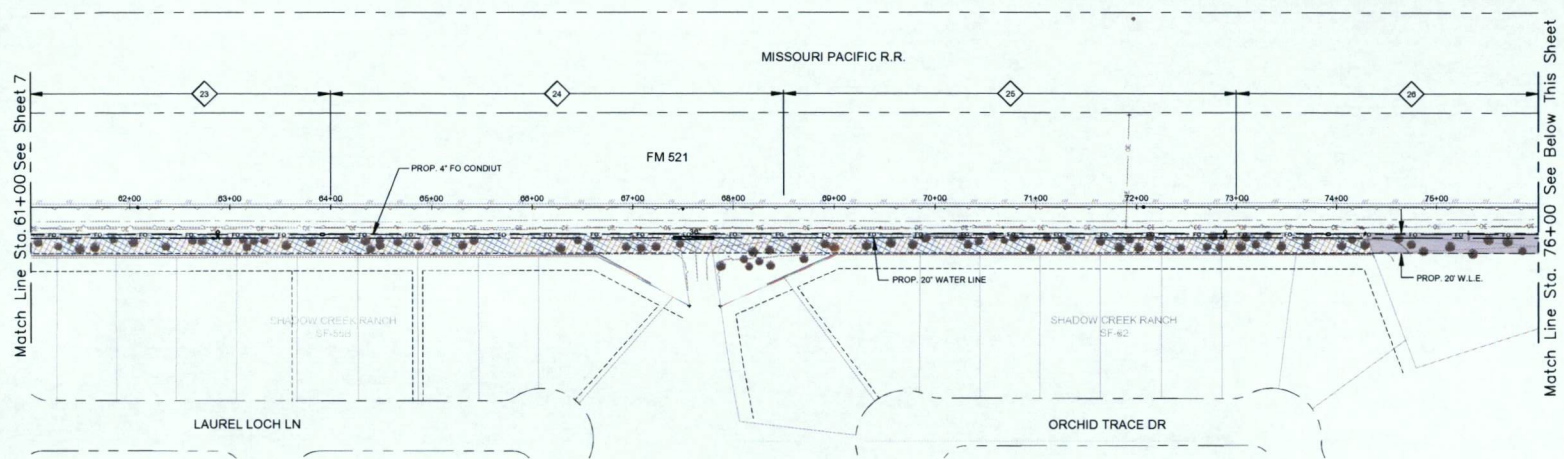 MISSOURI PACIFIC R.R.
Match Line Sta. 61+00 See Sheet 7
23
24
25
26
Match Line Sta. 76+00 See Below This Sheet
FM 521
PROP. 4" FO CONDIUT
62+00
63+00
64+00
65+00
66+00
67+00
68+00
69+00
70+00
71+00
72+00
73+00
74+00
75+00
PROP. 20" WATER LINE
PROP. 20' W.L.E.
SHADOW CREEK RANCH
SHADOW CREEK RANCH
SF-62
LAUREL LOCH LN
ORCHID TRACE DR